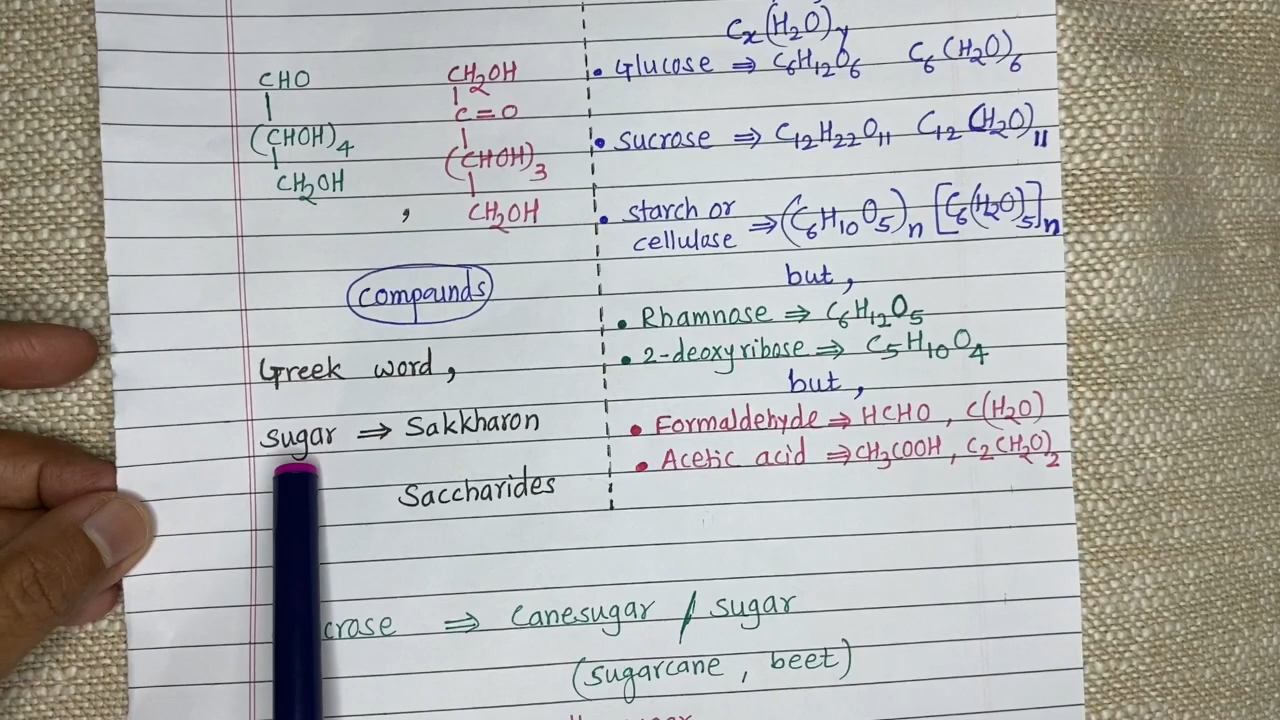 CHO
|
(CHOH)4
|
CH2OH
,
CH2OH
|
C=O
|
(CHOH)3
|
CH2OH
Compounds
Greek word,
sugar ⇒ Sakkharon
Saccharides
Cx(H2O)y
• Glucose ⇒ C6H12O6 C6(H2O)6
• sucrose ⇒ C12H22O11 C12(H2O)11
• starch or
cellulase ⇒ (C6H10O5)n [C6(H2O)5]n
but,
• Rhamnose ⇒ C6H12O5
• 2-deoxyribose ⇒ C5H10O4
but,
• Formaldehyde ⇒ HCHO, C(H2O)
• Acetic acid ⇒ CH3COOH, C2(H2O)2
crose ⇒ Canesugar / sugar
(sugarcane, beet)